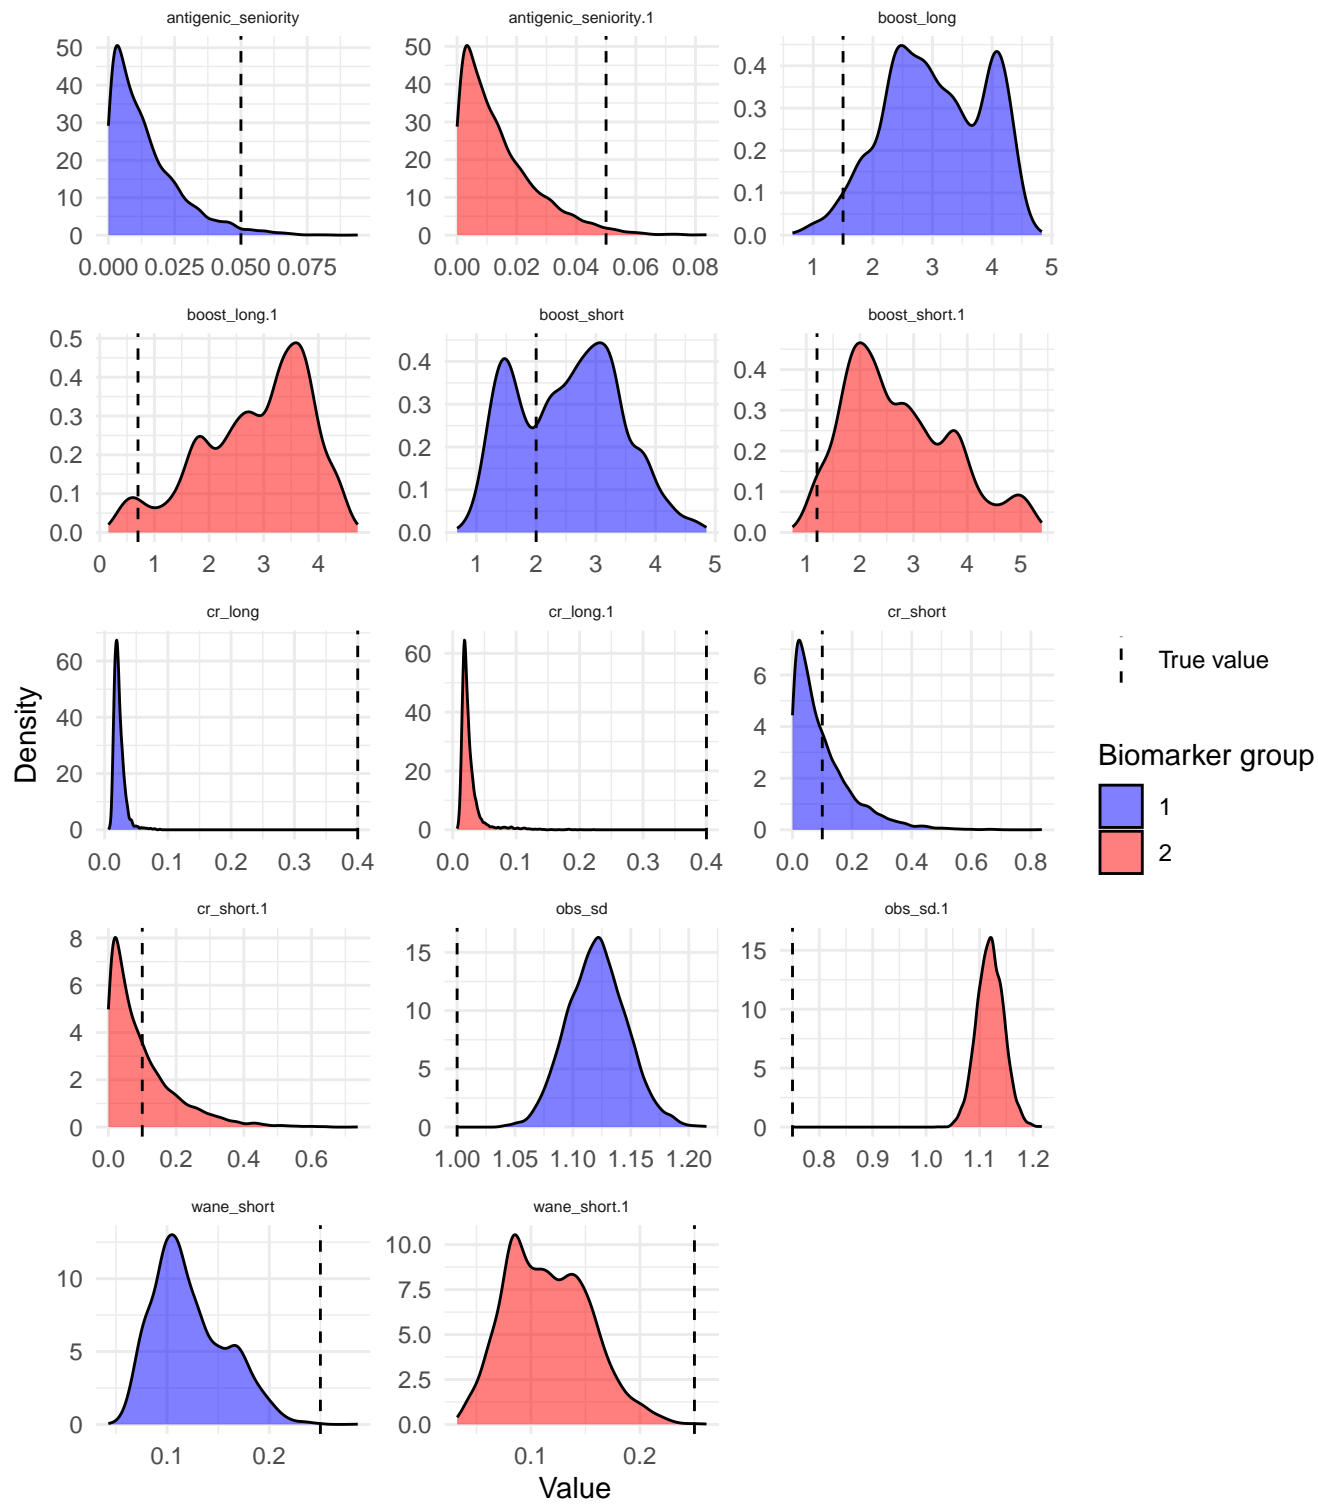 antigenic_seniority
antigenic_seniority.1
boost_long
50
40
30
20
10
0
0.000 0.025 0.050 0.075
50
40
30
20
10
0
0.00 0.02 0.04 0.06 0.08
0.4
0.3
0.2
0.1
0.0
1 2 3 4 5
boost_long.1
boost_short
boost_short.1
0.5
0.4
0.3
0.2
0.1
0.0
0 1 2 3 4
0.4
0.3
0.2
0.1
0.0
1 2 3 4 5
0.4
0.3
0.2
0.1
0.0
1 2 3 4 5
cr_long
cr_long.1
cr_short
Density
60
40
20
0
0.0 0.1 0.2 0.3 0.4
60
40
20
0
0.0 0.1 0.2 0.3 0.4
6
4
2
0
0.0 0.2 0.4 0.6 0.8
True value
Biomarker group
1
2
cr_short.1
obs_sd
obs_sd.1
8
6
4
2
0
0.0 0.2 0.4 0.6
15
10
5
0
1.00 1.05 1.10 1.15 1.20
15
10
5
0
0.8 0.9 1.0 1.1 1.2
wane_short
wane_short.1
10
5
0
0.1 0.2
10.0
7.5
5.0
2.5
0.0
0.1 0.2
Value